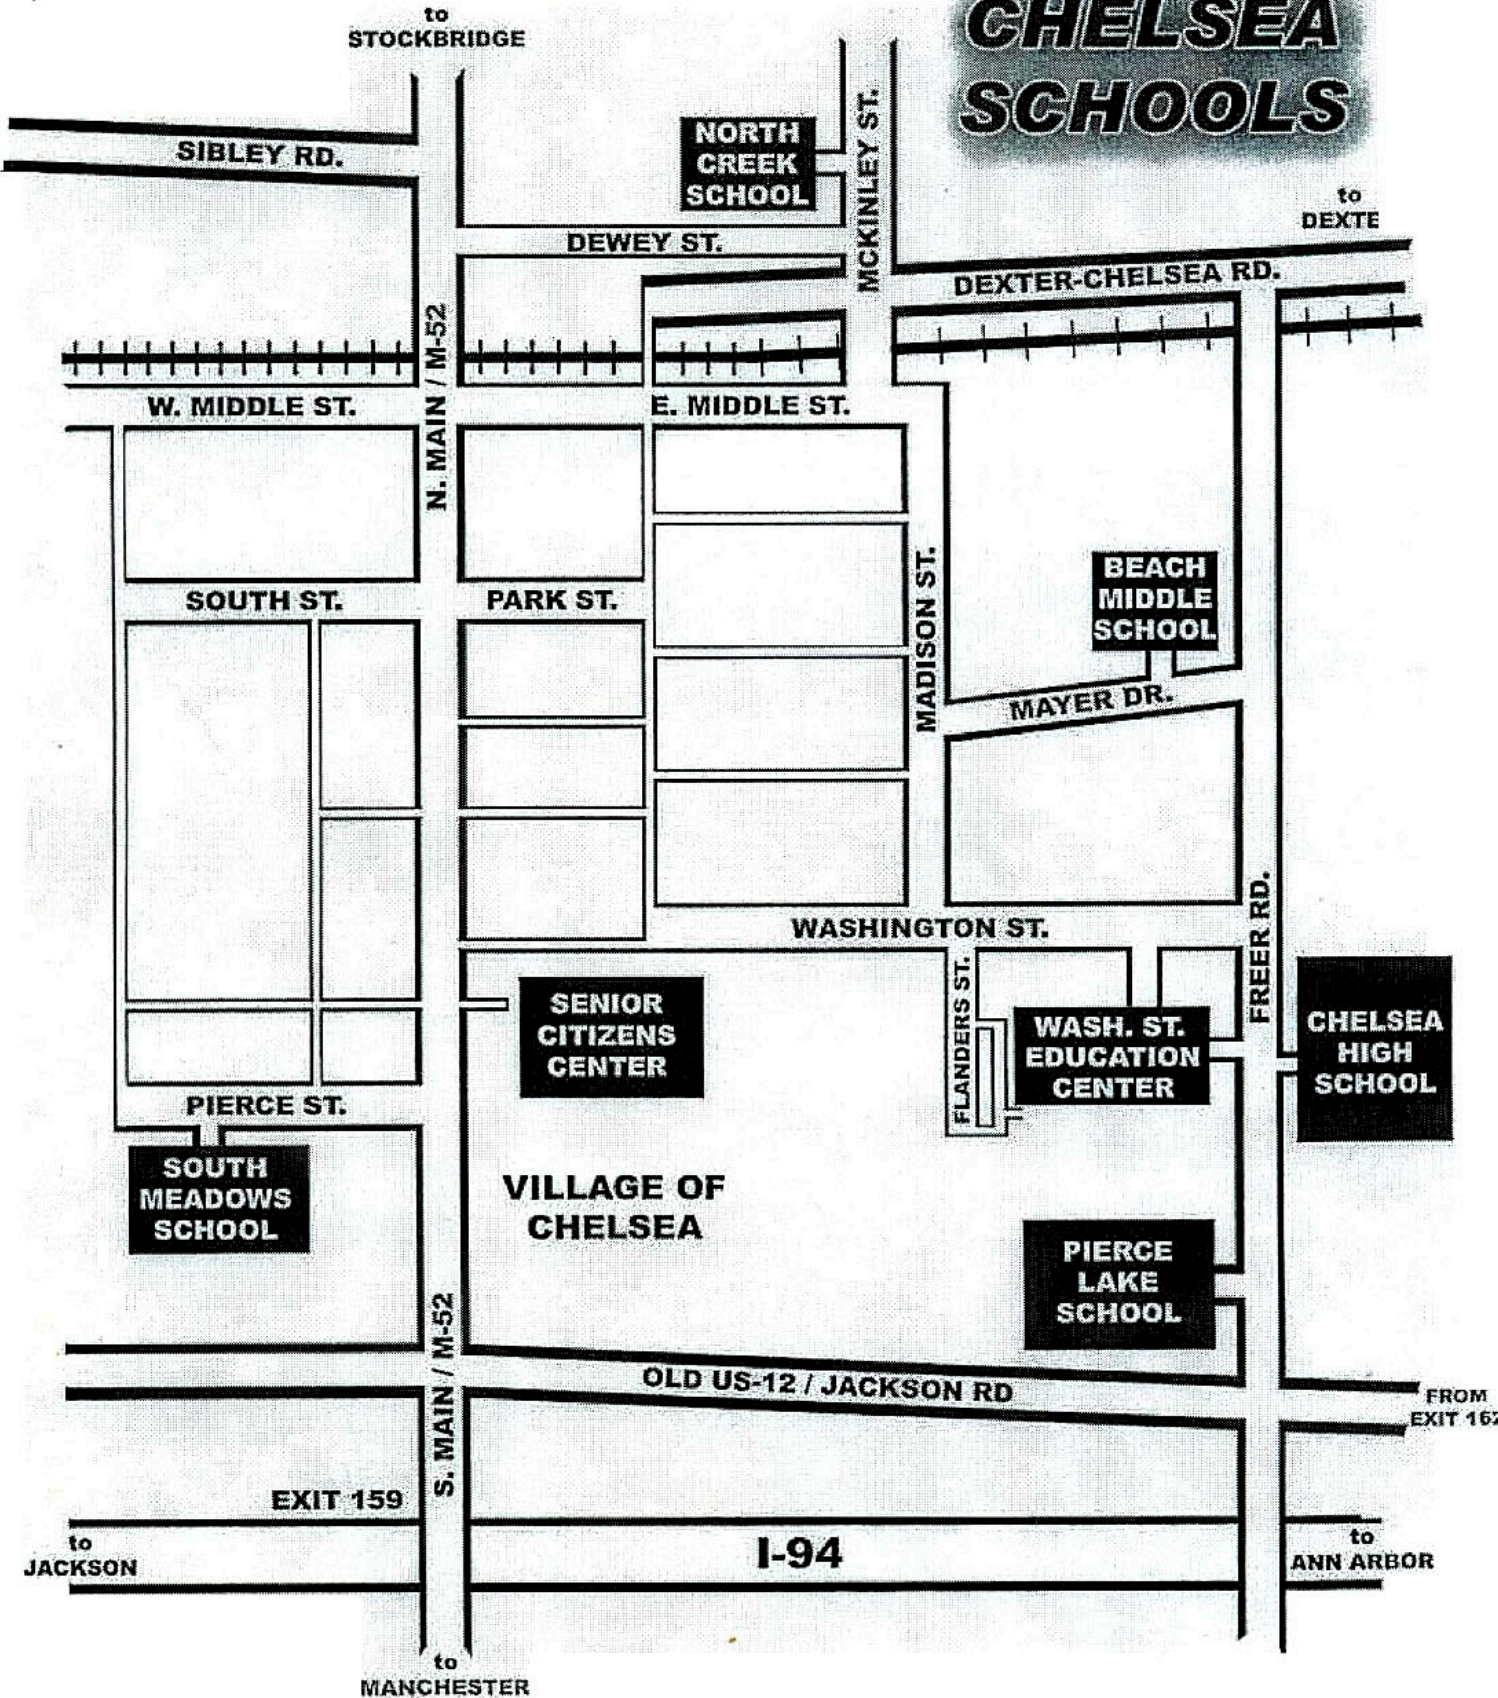 to
STOCKBRIDGE
CHELSEA
SCHOOLS
SIBLEY RD.
NORTH
CREEK
SCHOOL
MCKINLEY ST.
to
DEXTE
DEWEY ST.
DEXTER-CHELSEA RD.
N. MAIN / M-52
W. MIDDLE ST.
E. MIDDLE ST.
SOUTH ST.
PARK ST.
MADISON ST.
BEACH
MIDDLE
SCHOOL
MAYER DR.
WASHINGTON ST.
FREER RD.
FLANDERS ST.
SENIOR
CITIZENS
CENTER
WASH. ST.
EDUCATION
CENTER
CHELSEA
HIGH
SCHOOL
PIERCE ST.
SOUTH
MEADOWS
SCHOOL
VILLAGE OF
CHELSEA
PIERCE
LAKE
SCHOOL
S. MAIN / M-52
OLD US-12 / JACKSON RD
FROM
EXIT 162
EXIT 159
to
JACKSON
I-94
to
ANN ARBOR
to
MANCHESTER